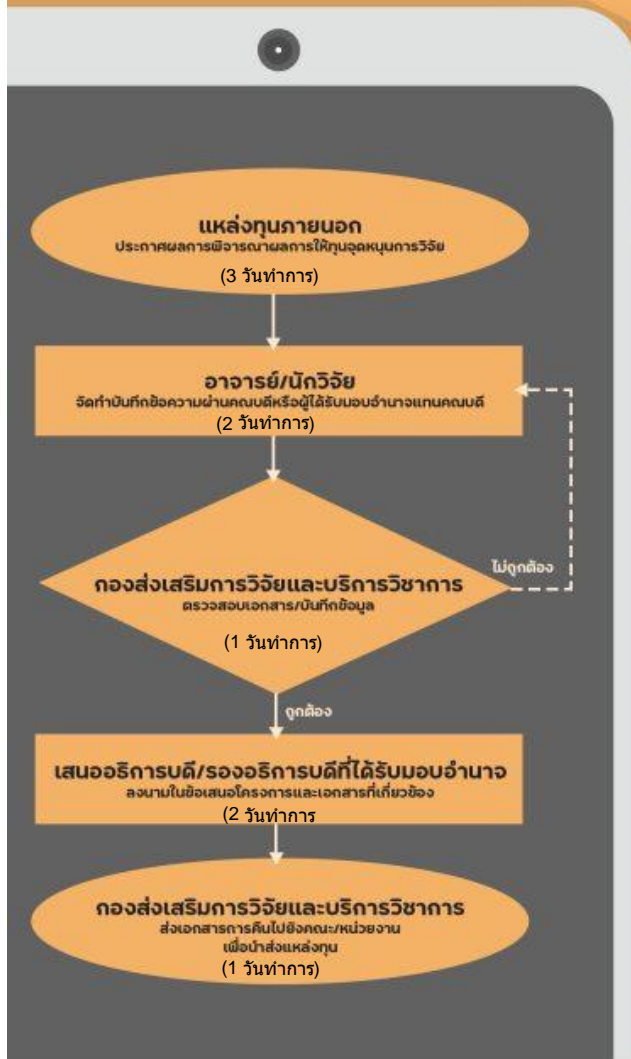 แหล่งทุนภายนอก
ประกาศผลการพิจารณาผลการให้ทุนอุดหนุนการวิจัย
(3 วันทำการ)
อาจารย์/นักวิจัย
จัดทำบันทึกข้อความผ่านคณบดีหรือผู้ได้รับมอบอำนาจแทนคณบดี
(2 วันทำการ)
ไม่ถูกต้อง
กองส่งเสริมการวิจัยและบริการวิชาการ
ตรวจสอบเอกสาร/บันทึกข้อมูล
(1 วันทำการ)
ถูกต้อง
เสนออธิการบดี/รองอธิการบดีที่ได้รับมอบอำนาจ
ลงนามในข้อเสนอโครงการและเอกสารที่เกี่ยวข้อง
(2 วันทำการ
กองส่งเสริมการวิจัยและบริการวิชาการ
ส่งเอกสารการคืนไปยังคณะ/หน่วยงาน
เพื่อนำส่งแหล่งทุน
(1 วันทำการ)